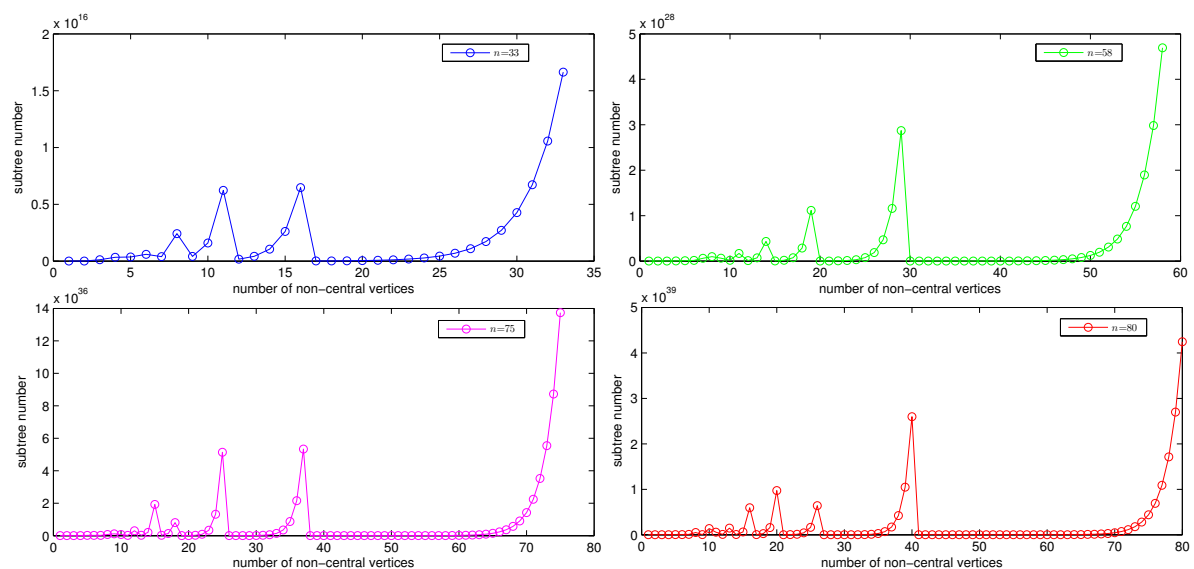 x 10^16
2
1.5
1
0.5
0
0 5 10 15 20 25 30 35
subtree number
number of non-central vertices
n=33
x 10^28
5
4
3
2
1
0
0 10 20 30 40 50 60
subtree number
number of non-central vertices
n=58
x 10^36
14
12
10
8
6
4
2
0
0 10 20 30 40 50 60 70 80
subtree number
number of non-central vertices
n=75
x 10^39
5
4
3
2
1
0
0 10 20 30 40 50 60 70 80
subtree number
number of non-central vertices
n=80